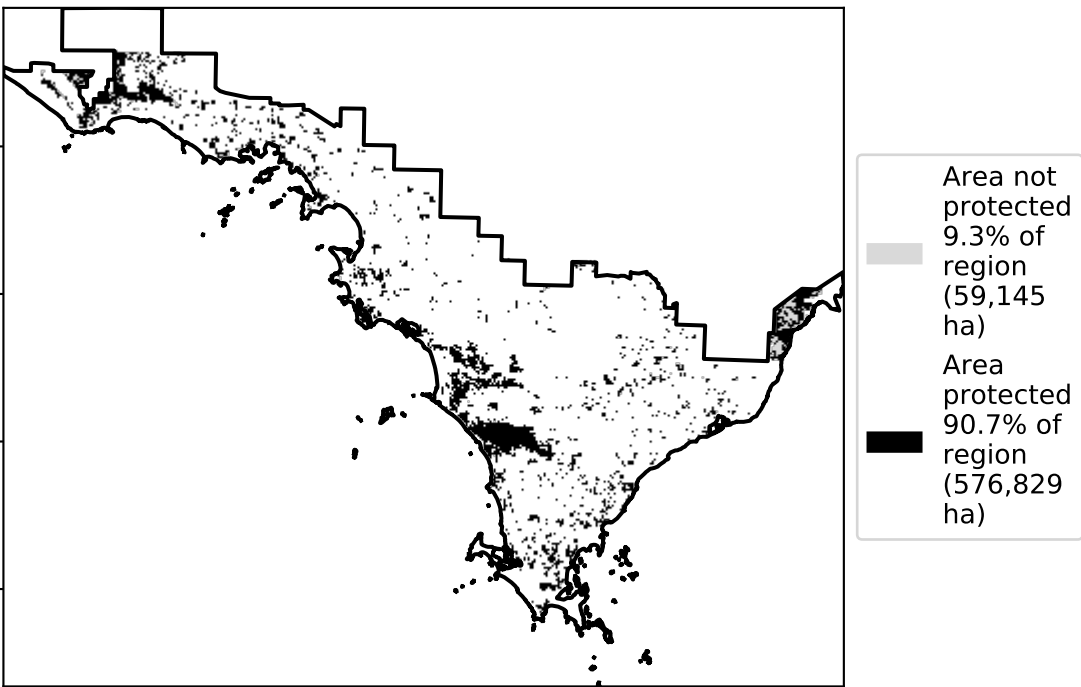 Area not
protected
9.3% of
region
(59,145
ha)
Area
protected
90.7% of
region
(576,829
ha)